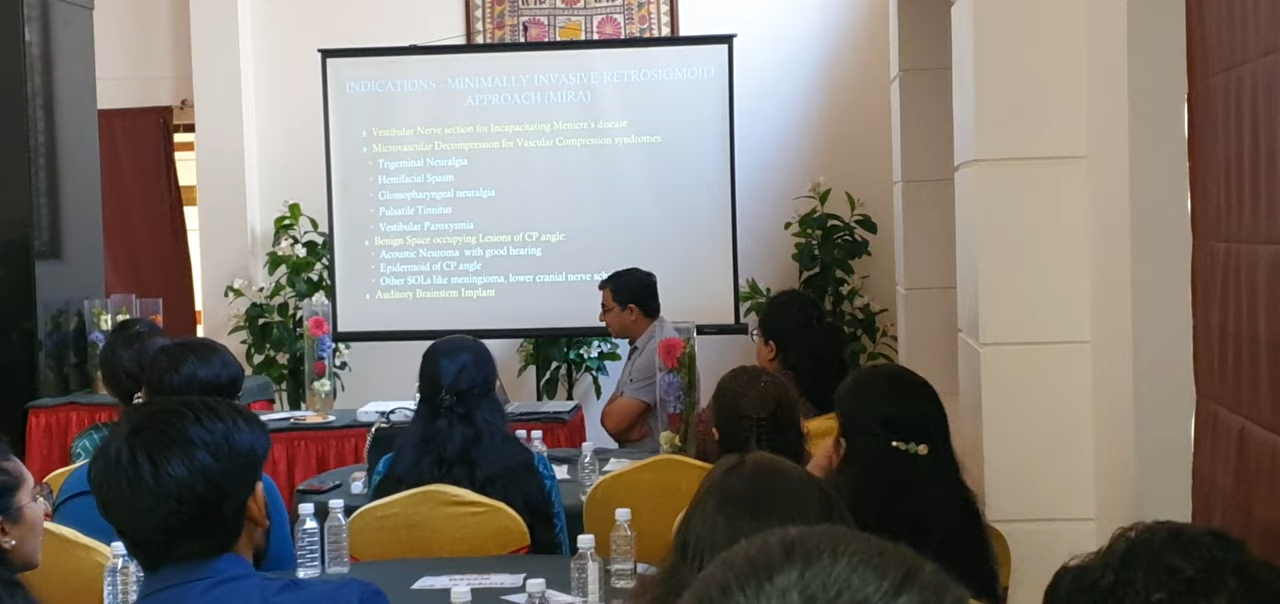 INDICATIONS - MINIMALLY INVASIVE RETROSIGMOID
APPROACH (MIRA)
Vestibular Nerve section for Incapacitating Meniere's disease
Microvascular Decompression for Vascular Compression syndromes
Trigeminal Neuralgia
Hemifacial Spasm
Glossopharyngeal neuralgia
Pulsatile Tinnitus
Vestibular Paroxysmia
Benign Space occupying Lesions of CP angle.
Acoustic Neuroma with good hearing
Epidermoid of CP angle
Other SOLs like meningioma, lower cranial nerve
Auditory Brainstem Implant